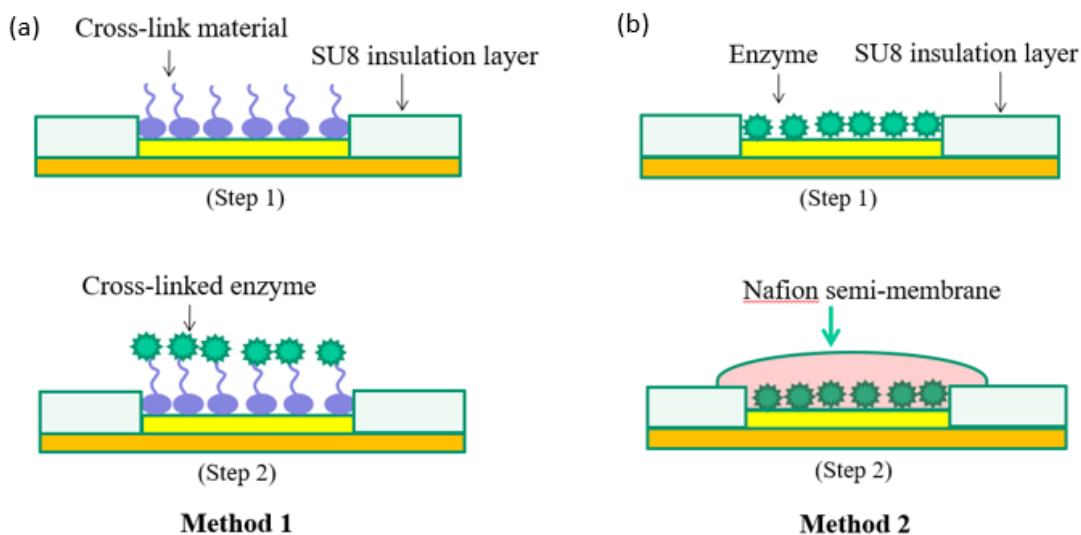 (a)
Cross-link material
SU8 insulation layer
(Step 1)
Cross-linked enzyme
(Step 2)
Method 1
(b)
Enzyme
SU8 insulation layer
(Step 1)
Nafion semi-membrane
(Step 2)
Method 2